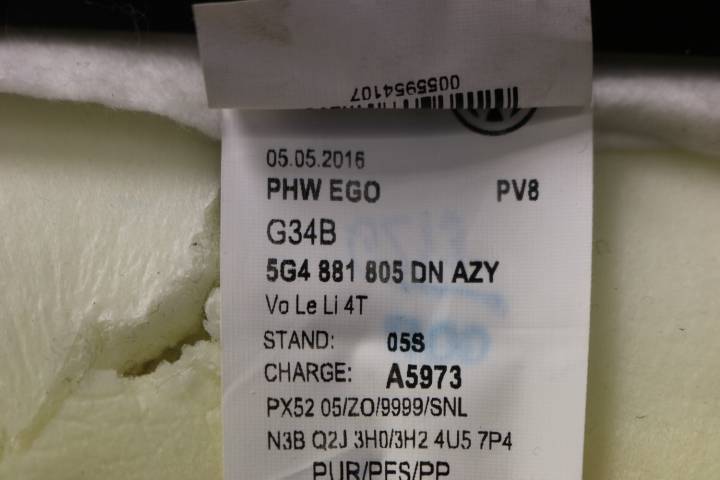 0055954107
05.05.2016
PHW EGO PV8
G34B
5G4 881 805 DN AZY
Vo Le Li 4T
STAND: 05S
CHARGE: A5973
PX52 05/ZO/9999/SNL
N3B Q2J 3H0/3H2 4U5 7P4
PUR/PES/PP